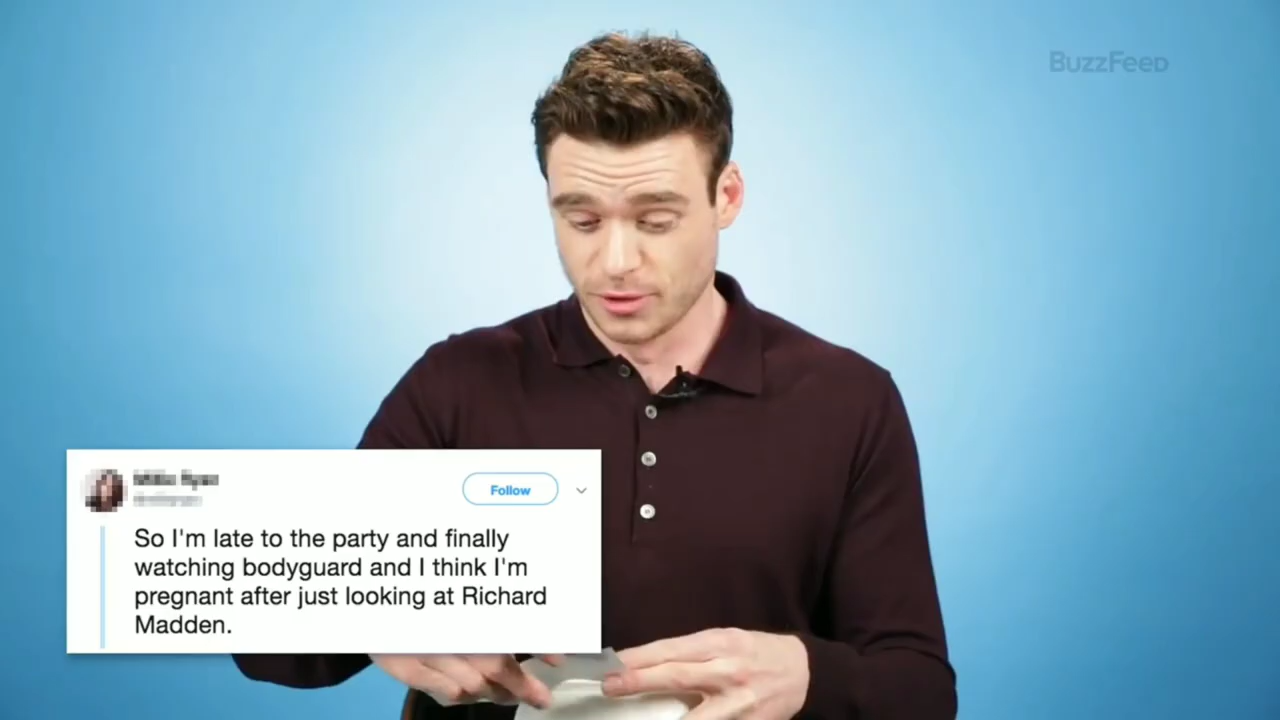 BuzzFeed
Follow
So I'm late to the party and finally
watching bodyguard and I think I'm
pregnant after just looking at Richard
Madden.